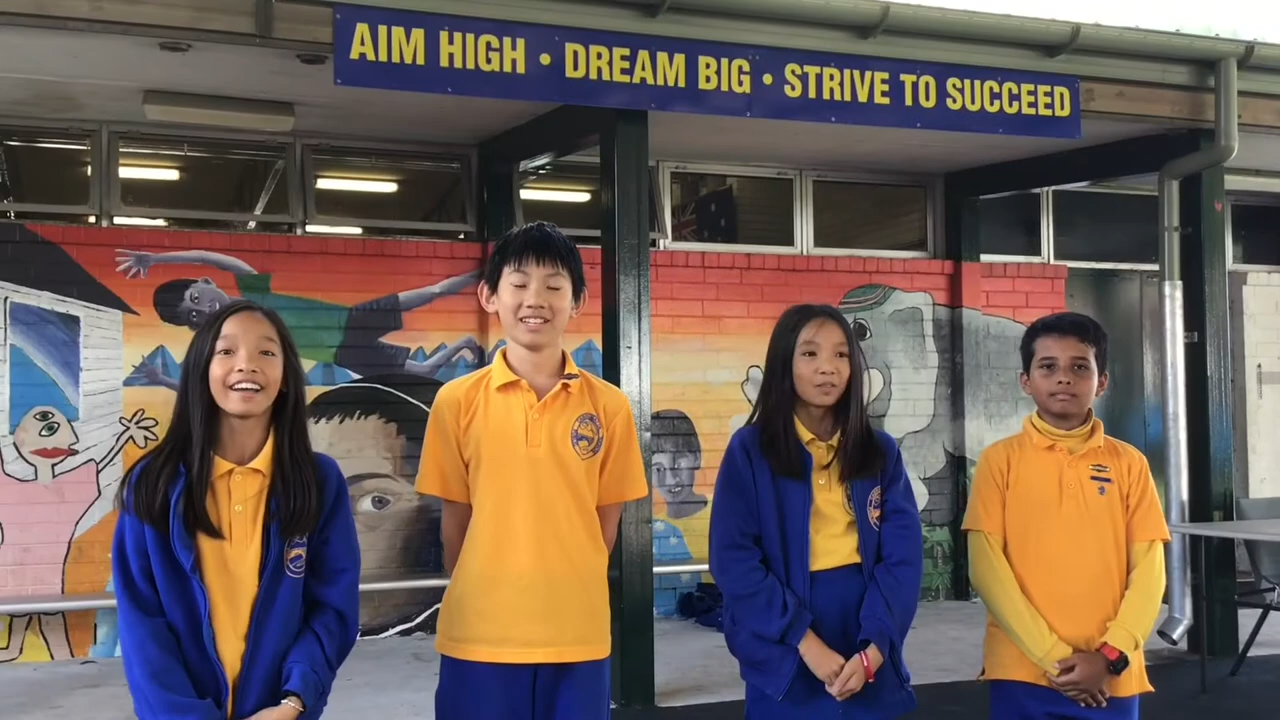 AIM HIGH • DREAM BIG • STRIVE TO SUCCEED